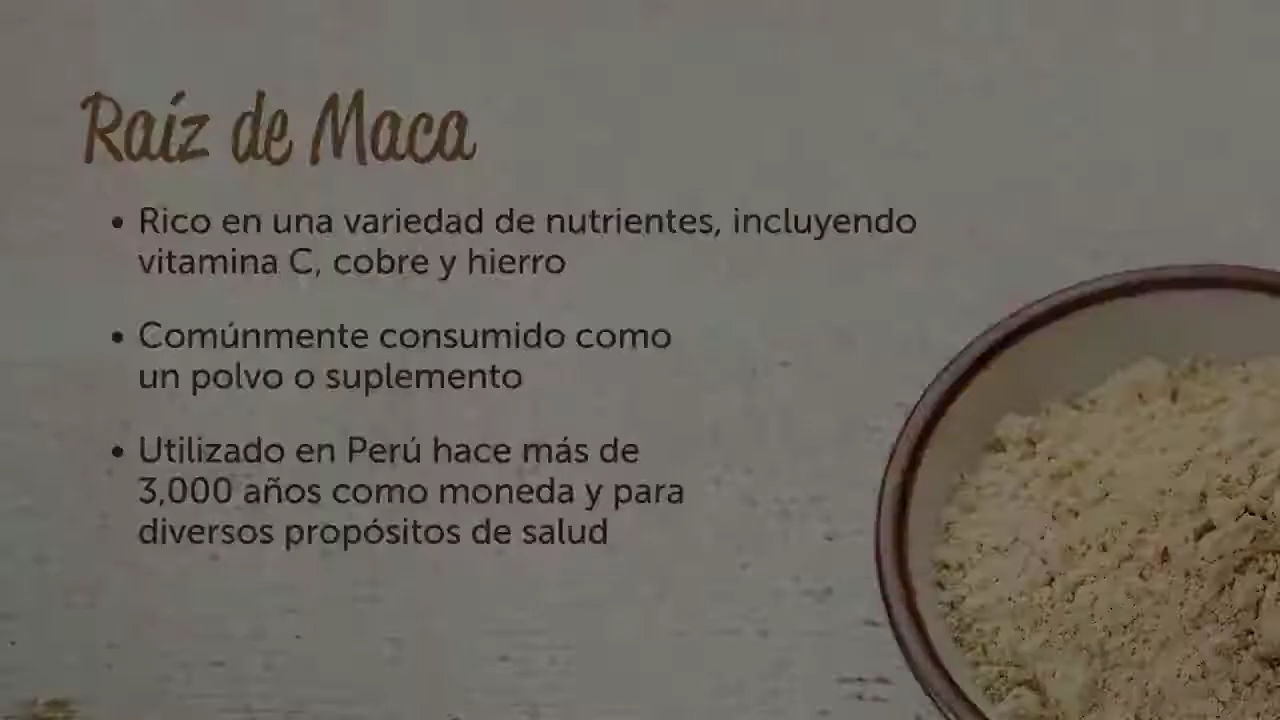 Raíz de Maca
• Rico en una variedad de nutrientes, incluyendo
vitamina C, cobre y hierro
• Comúnmente consumido como
un polvo o suplemento
• Utilizado en Perú hace más de
3,000 años como moneda y para
diversos propósitos de salud